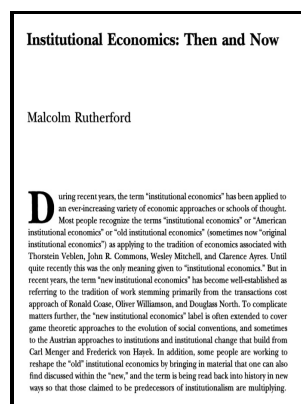 Institutional Economics: Then and Now
Malcolm Rutherford
During recent years, the term “institutional economics” has been applied to
an ever-increasing variety of economic approaches or schools of thought.
Most people recognize the terms “institutional economics” or “American
institutional economics” or “old institutional economics” (sometimes now “original
institutional economics”) as applying to the tradition of economics associated with
Thorstein Veblen, John R. Commons, Wesley Mitchell, and Clarence Ayres. Until
quite recently this was the only meaning given to “institutional economics.” But in
recent years, the term “new institutional economics” has become well-established as
referring to the tradition of work stemming primarily from the transactions cost
approach of Ronald Coase, Oliver Williamson, and Douglass North. To complicate
matters further, the “new institutional economics” label is often extended to cover
game theoretic approaches to the evolution of social conventions, and sometimes
to the Austrian approaches to institutions and institutional change that build from
Carl Menger and Frederick von Hayek. In addition, some people are working to
reshape the “old” institutional economics by bringing in material that one can also
find discussed within the “new,” and the term is being read back into history in new
ways so that those claimed to be predecessors of institutionalism are multiplying.